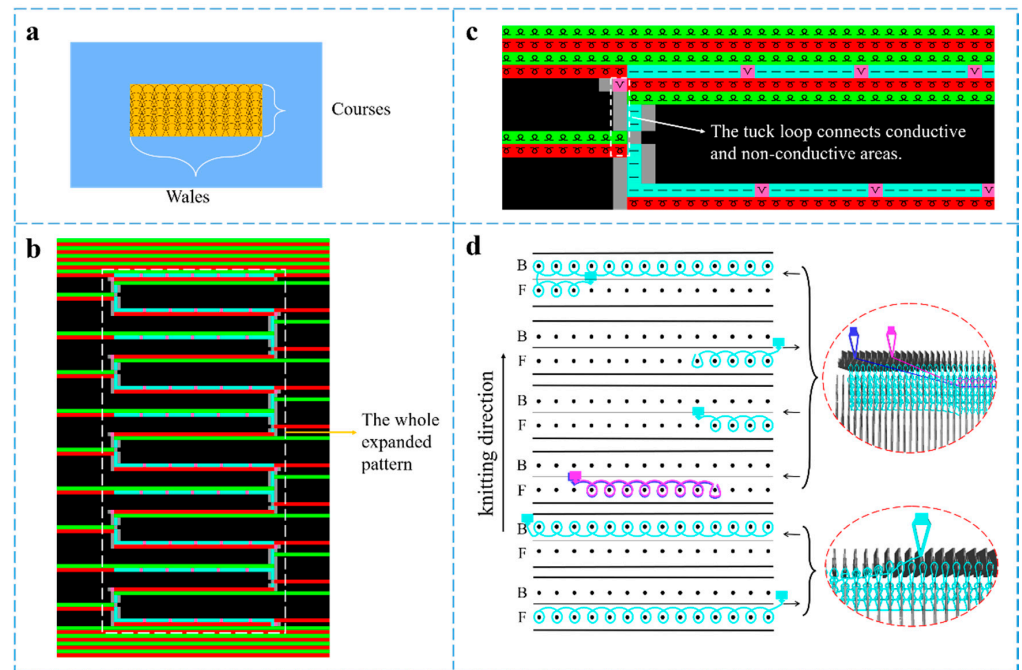 a
Courses
Wales
b
The whole
expanded
pattern
c
The tuck loop connects conductive
and non-conductive areas.
d
knitting direction
B
F
B
F
B
F
B
F
B
F
B
F